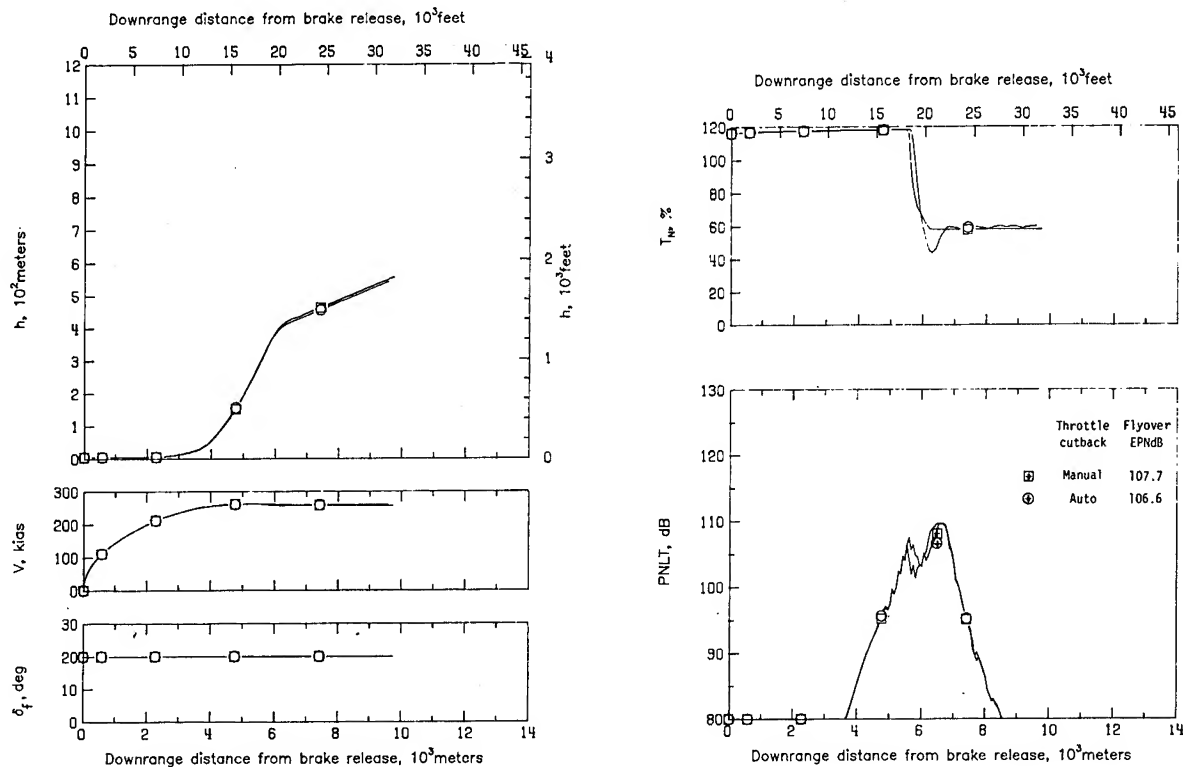 Downrange distance from brake release, 10³feet
0 5 10 15 20 25 30 35 40 45
12
11
10
9
8
7
6
5
4
3
2
1
0
h, 10²meters
4
3
2
1
0
h, 10³feet
300
200
100
00
V, kias
30
20
10
0
δf, deg
0 2 4 6 8 10 12 14
Downrange distance from brake release, 10³meters
Downrange distance from brake release, 10³feet
0 5 10 15 20 25 30 35 40 45
120
100
80
60
40
20
0
TN, %
130
120
110
100
90
80
PNLT, dB
Throttle Flyover
cutback EPNdB
Manual 107.7
Auto 106.6
0 2 4 6 8 10 12 14
Downrange distance from brake release, 10³meters